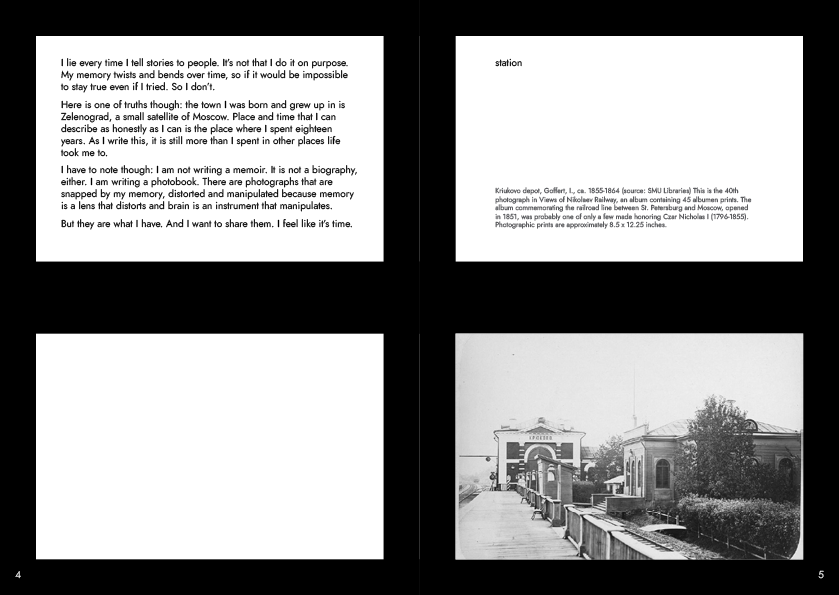 I lie every time I tell stories to people. It's not that I do it on purpose.
My memory twists and bends over time, so if it would be impossible
to stay true even if I tried. So I don't.
Here is one of truths though: the town I was born and grew up in is
Zelenograd, a small satellite of Moscow. Place and time that I can
describe as honestly as I can is the place where I spent eighteen
years. As I write this, it is still more than I spent in other places life
took me to.
I have to note though: I am not writing a memoir. It is not a biography,
either. I am writing a photobook. There are photographs that are
snapped by my memory, distorted and manipulated because memory
is a lens that distorts and brain is an instrument that manipulates.
But they are what I have. And I want to share them. I feel like it's time.
station
Kriukovo depot, Goffert, I., ca. 1855-1864 (source: SMU Libraries) This is the 40th
photograph in Views of Nikolaev Railway, an album containing 45 albumen prints. The
album commemorating the railroad line between St. Petersburg and Moscow, opened
in 1851, was probably one of only a few made honoring Czar Nicholas I (1796-1855).
Photographic prints are approximately 8.5 x 12.25 inches.
4
5